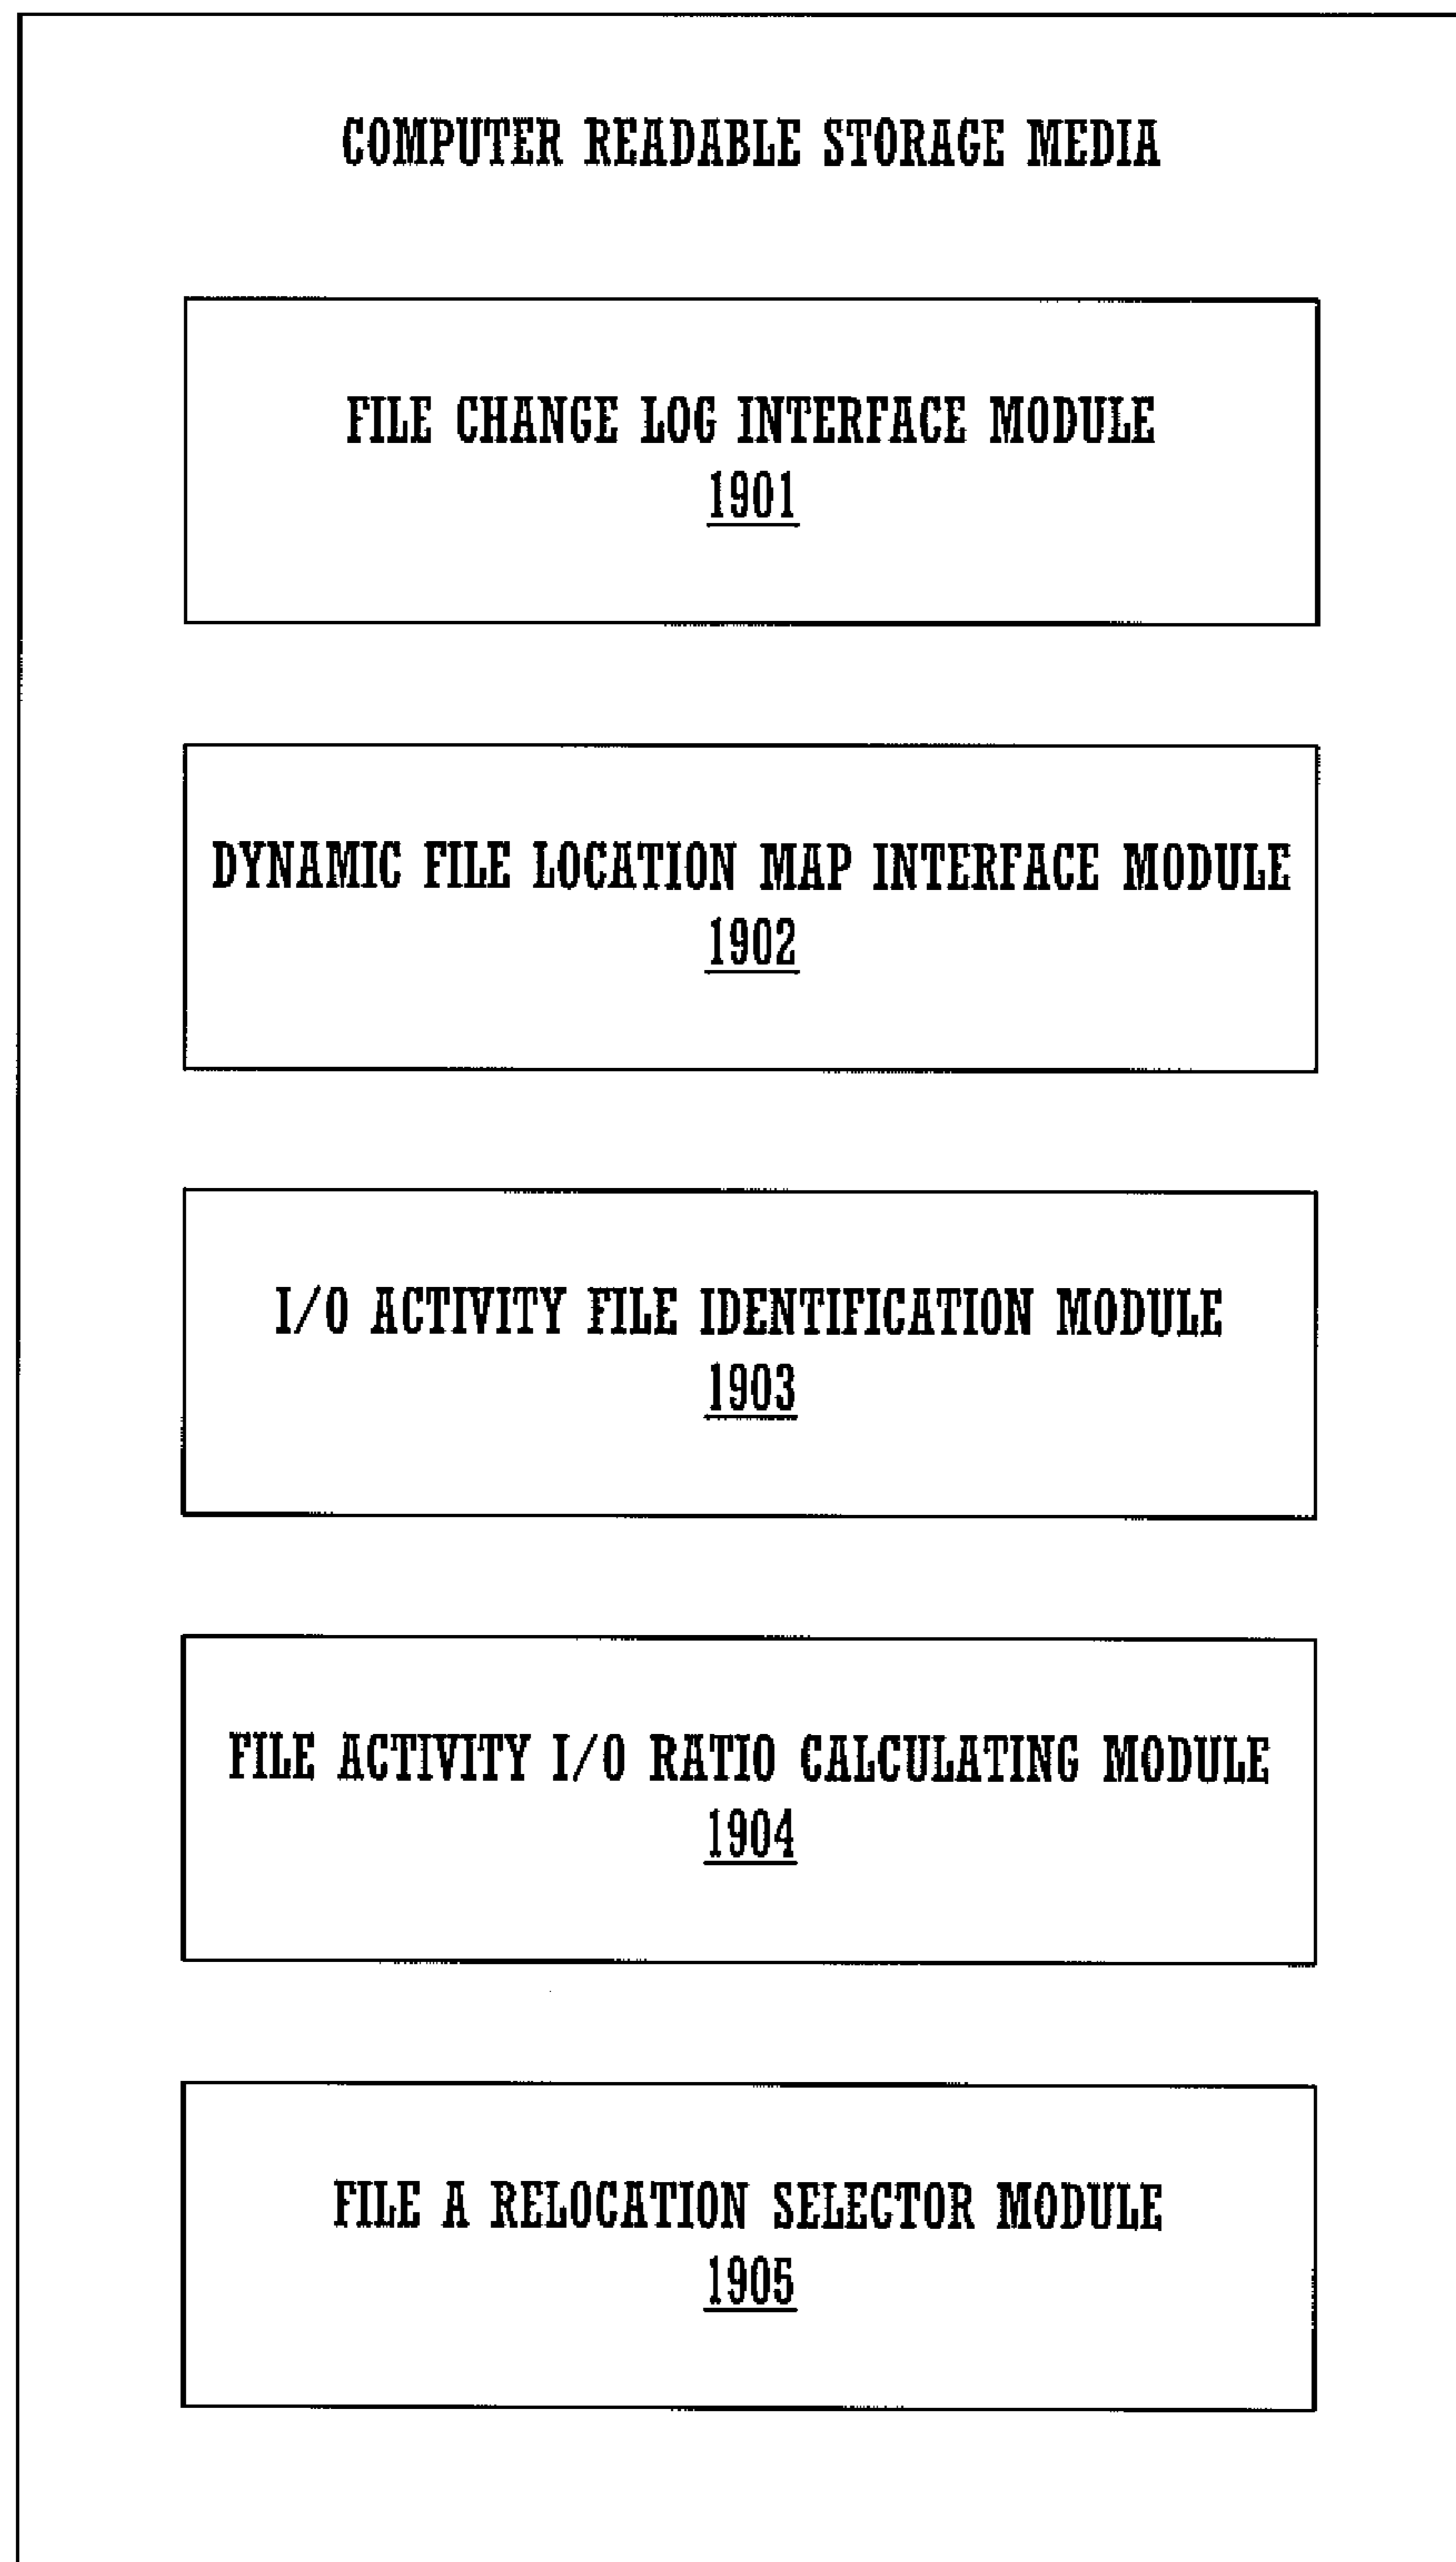 COMPUTER READABLE STORAGE MEDIA
FILE CHANGE LOG INTERFACE MODULE
1901
DYNAMIC FILE LOCATION MAP INTERFACE MODULE
1902
I/O ACTIVITY FILE IDENTIFICATION MODULE
1903
FILE ACTIVITY I/O RATIO CALCULATING MODULE
1904
FILE A RELOCATION SELECTOR MODULE
1905